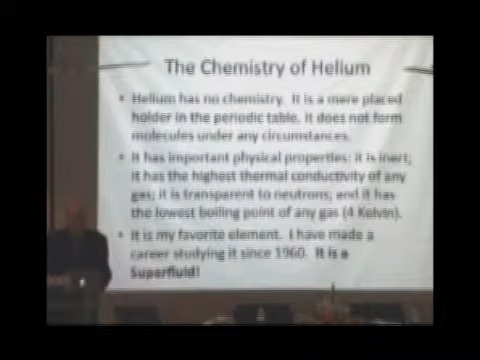 The Chemistry of Helium
• Helium has no chemistry. It is a mere placed
holder in the periodic table. It does not form
molecules under any circumstances.
• It has important physical properties: it is inert;
it has the highest thermal conductivity of any
gas; it is transparent to neutrons; and it has
the lowest boiling point of any gas (4 Kelvin).
• It is my favorite element. I have made a
career studying it since 1960. It is a
Superfluid!